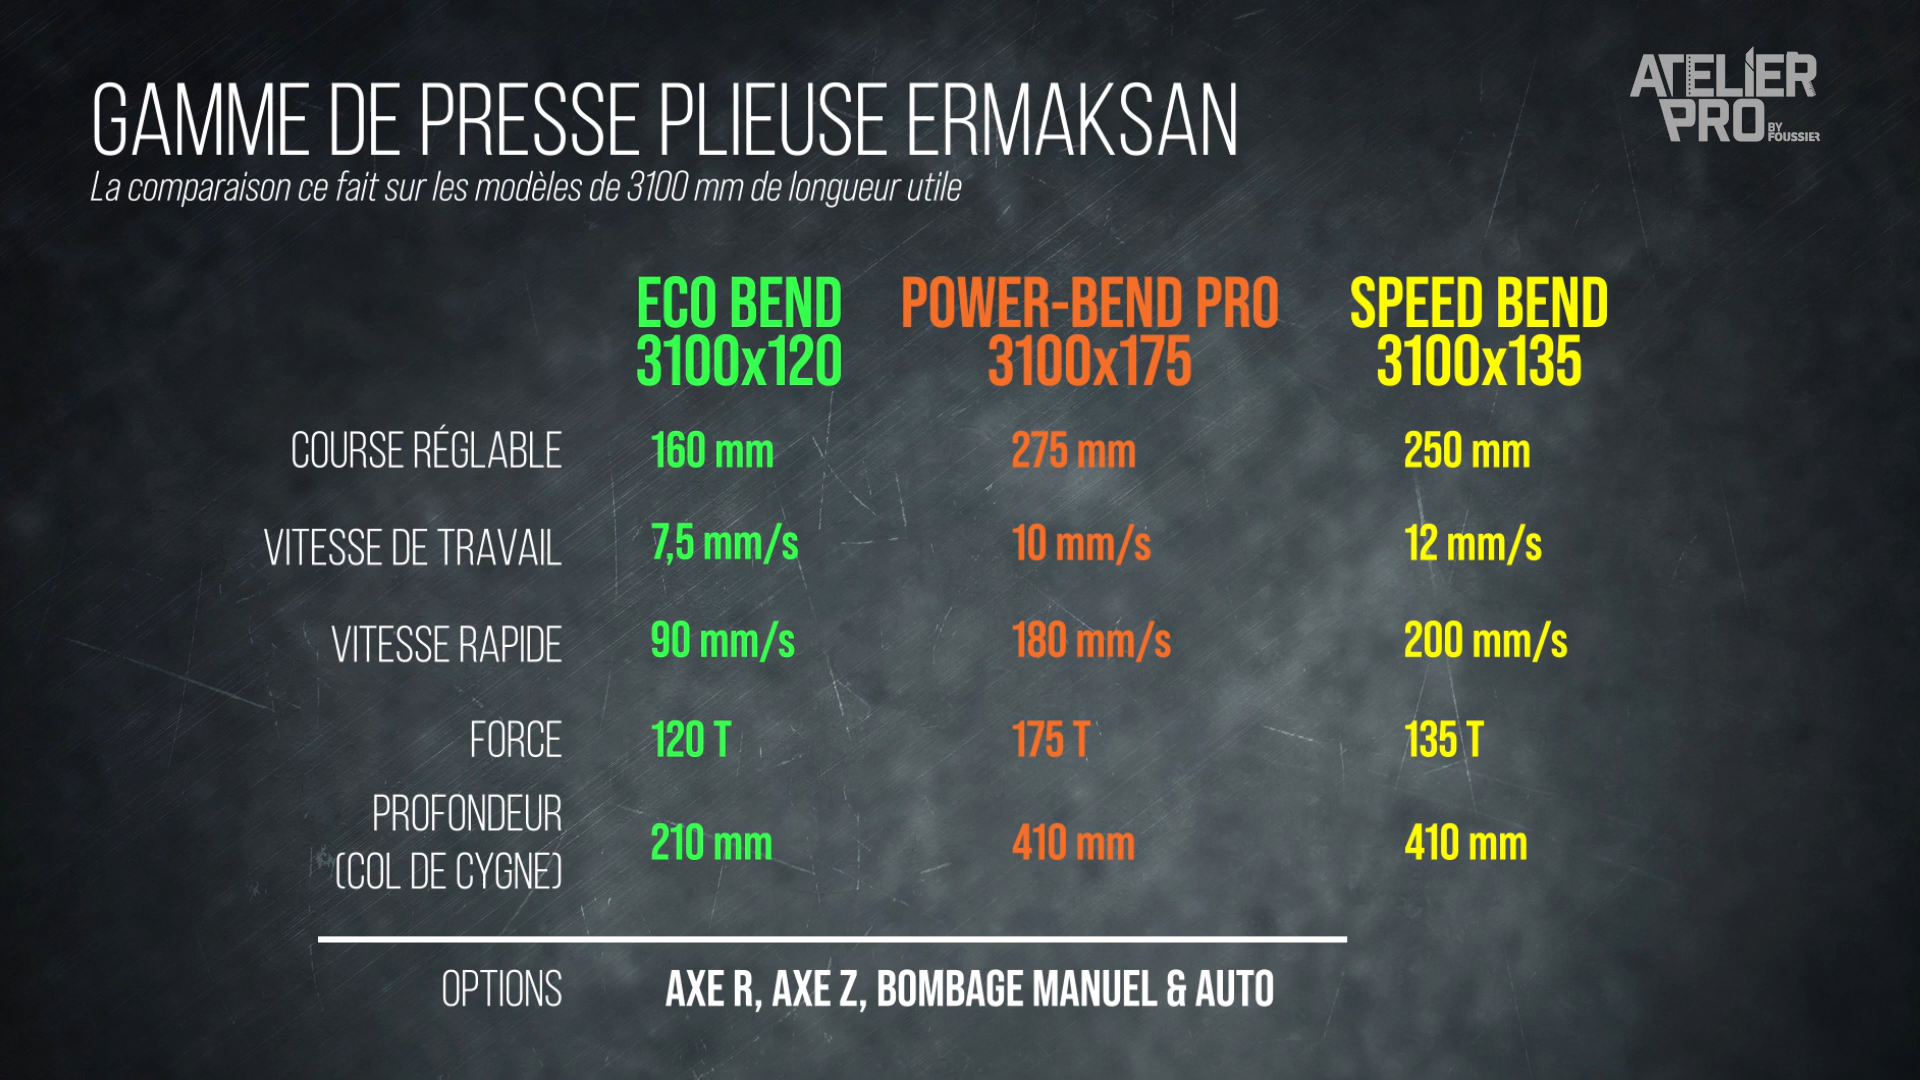 GAMME DE PRESSE PLIEUSE ERMAKSAN
La comparaison ce fait sur les modèles de 3100 mm de longueur utile
ATELIER
PRO BY FOUSSIER
ECO BEND POWER-BEND PRO SPEED BEND
3100x120 3100x175 3100x135
COURSE RÉGLABLE 160 mm 275 mm 250 mm
VITESSE DE TRAVAIL 7,5 mm/s 10 mm/s 12 mm/s
VITESSE RAPIDE 90 mm/s 180 mm/s 200 mm/s
FORCE 120 T 175 T 135 T
PROFONDEUR
(COL DE CYGNE) 210 mm 410 mm 410 mm
OPTIONS AXE R, AXE Z, BOMBAGE MANUEL & AUTO